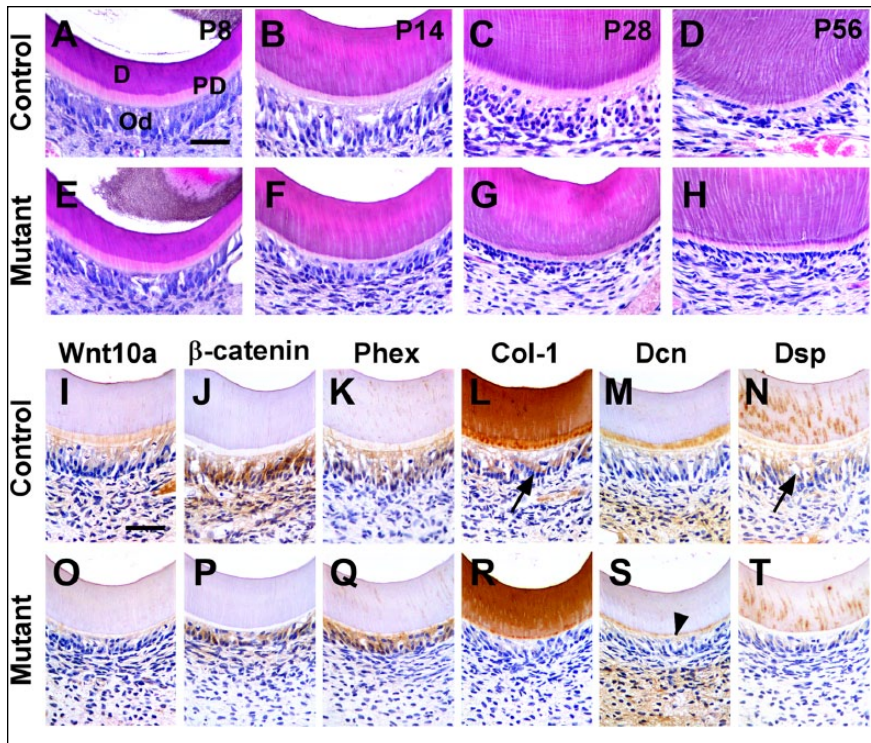 Control
A P8 B P14 C P28 D P56
D PD Od
Mutant
E F G H
Wnt10a β-catenin Phex Col-1 Dcn Dsp
Control
I J K L M N
Mutant
O P Q R S T